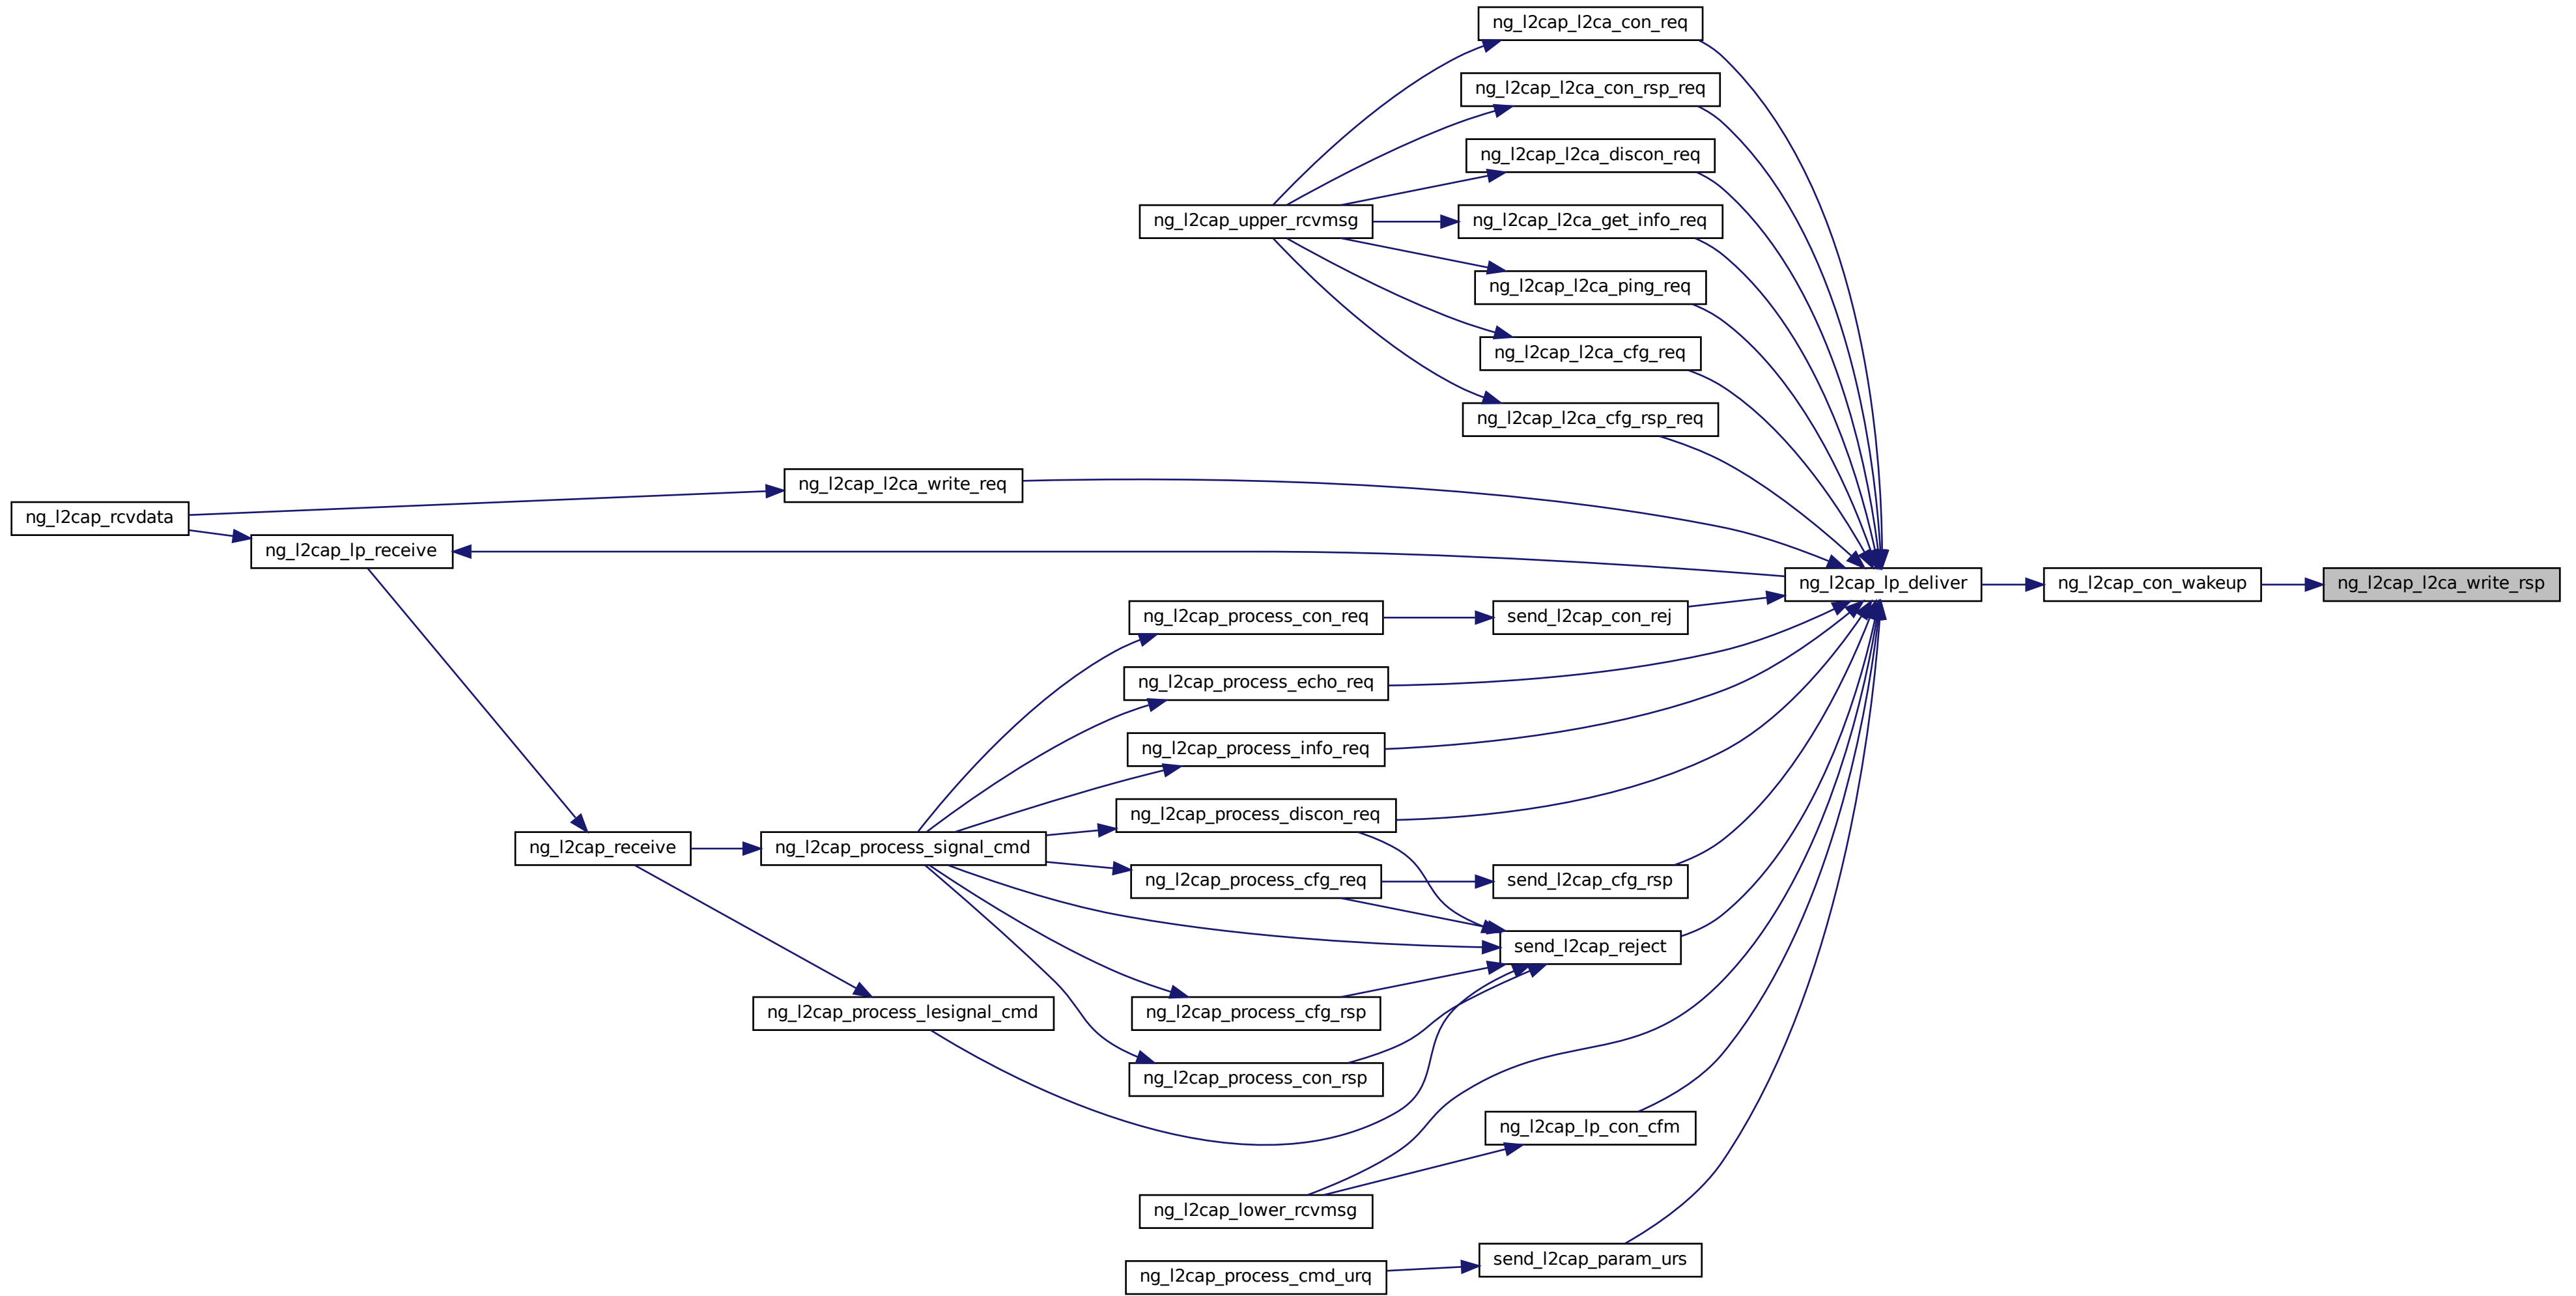 ng_l2cap_l2ca_con_req
ng_l2cap_l2ca_con_rsp_req
ng_l2cap_l2ca_discon_req
ng_l2cap_upper_rcvmsg
ng_l2cap_l2ca_get_info_req
ng_l2cap_l2ca_ping_req
ng_l2cap_l2ca_cfg_req
ng_l2cap_l2ca_cfg_rsp_req
ng_l2cap_l2ca_write_req
ng_l2cap_rcvdata
ng_l2cap_lp_receive
ng_l2cap_lp_deliver
ng_l2cap_con_wakeup
ng_l2cap_l2ca_write_rsp
ng_l2cap_process_con_req
send_l2cap_con_rej
ng_l2cap_process_echo_req
ng_l2cap_process_info_req
ng_l2cap_process_discon_req
ng_l2cap_receive
ng_l2cap_process_signal_cmd
ng_l2cap_process_cfg_req
send_l2cap_cfg_rsp
send_l2cap_reject
ng_l2cap_process_lesignal_cmd
ng_l2cap_process_cfg_rsp
ng_l2cap_process_con_rsp
ng_l2cap_lp_con_cfm
ng_l2cap_lower_rcvmsg
send_l2cap_param_urs
ng_l2cap_process_cmd_urq